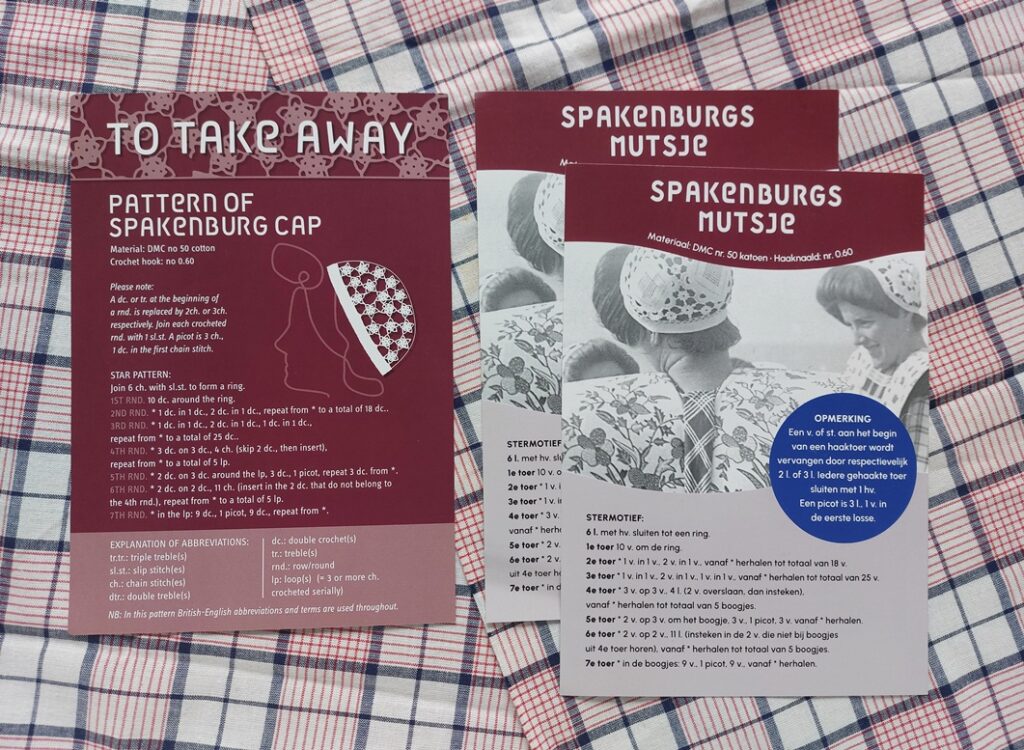 TO TAKE AWAY
PATTERN OF
SPAKENBURG CAP
Material: DMC no 50 cotton
Crochet hook: no 0.60
Please note:
A dc. or tr. at the beginning of
a rnd. is replaced by 2ch. or 3ch.
respectively. Join each crocheted
rnd. with 1 sl.st. A picot is 3 ch.,
1 dc. in the first chain stitch.
STAR PATTERN:
Join 6 ch. with sl.st. to form a ring.
1ST RND. 10 dc. around the ring.
2ND RND. * 1 dc. in 1 dc., 2 dc. in 1 dc., repeat from * to a total of 18 dc..
3RD RND. * 1 dc. in 1 dc., 2 dc. in 1 dc., 1 dc. in 1 dc.,
repeat from * to a total of 25 dc..
4TH RND. * 3 dc. on 3 dc., 4 ch. (skip 2 dc., then insert),
repeat from * to a total of 5 lp.
5TH RND. * 2 dc. on 3 dc. around the lp, 3 dc., 1 picot, repeat 3 dc. from *.
6TH RND. * 2 dc. on 2 dc., 11 ch. (insert in the 2 dc. that do not belong to
the 4th rnd.), repeat from * to a total of 5 lp.
7TH RND. * in the lp: 9 dc., 1 picot, 9 dc., repeat from *.
EXPLANATION OF ABBREVIATIONS:
tr.tr.: triple treble(s)
sl.st.: slip stitch(es)
ch.: chain stitch(es)
dtr.: double treble(s)
dc.: double crochet(s)
tr.: treble(s)
rnd.: row/round
lp: loop(s) (= 3 or more ch.
crocheted serially)
NB: In this pattern British-English abbreviations and terms are used throughout.
SPAKENBURGS
MUTSJE
STERMOTIEF
6 l. met hv.
1e toer 10 v.
2e toer * 1 v.
3e toer * 1 v.
4e toer * 3 v.
vanaf * herh
5e toer * 2 v.
6e toer * 2 v.
uit 4e toer
7e toer * in
SPAKENBURGS
MUTSJE
Materiaal: DMC nr. 50 katoen · Haaknaald: nr. 0.60
OPMERKING
Een v. of st. aan het begin
van een haaktoer wordt
vervangen door respectievelijk
2 l. of 3 l. Iedere gehaakte toer
sluiten met 1 hv.
Een picot is 3 l., 1 v. in
de eerste losse.
STERMOTIEF:
6 l. met hv. sluiten tot een ring.
1e toer 10 v. om de ring.
2e toer * 1 v. in 1 v., 2 v. in 1 v., vanaf * herhalen tot totaal van 18 v.
3e toer * 1 v. in 1 v., 2 v. in 1 v., 1 v. in 1 v., vanaf * herhalen tot totaal van 25 v.
4e toer * 3 v. op 3 v., 4 l. (2 v. overslaan, dan insteken),
vanaf * herhalen tot totaal van 5 boogjes.
5e toer * 2 v. op 3 v. om het boogje, 3 v., 1 picot, 3 v. vanaf * herhalen.
6e toer * 2 v. op 2 v., 11 l. (insteken in de 2 v. die niet bij boogjes
uit 4e toer horen), vanaf * herhalen tot totaal van 5 boogjes.
7e toer * in de boogjes: 9 v., 1 picot, 9 v., vanaf * herhalen.